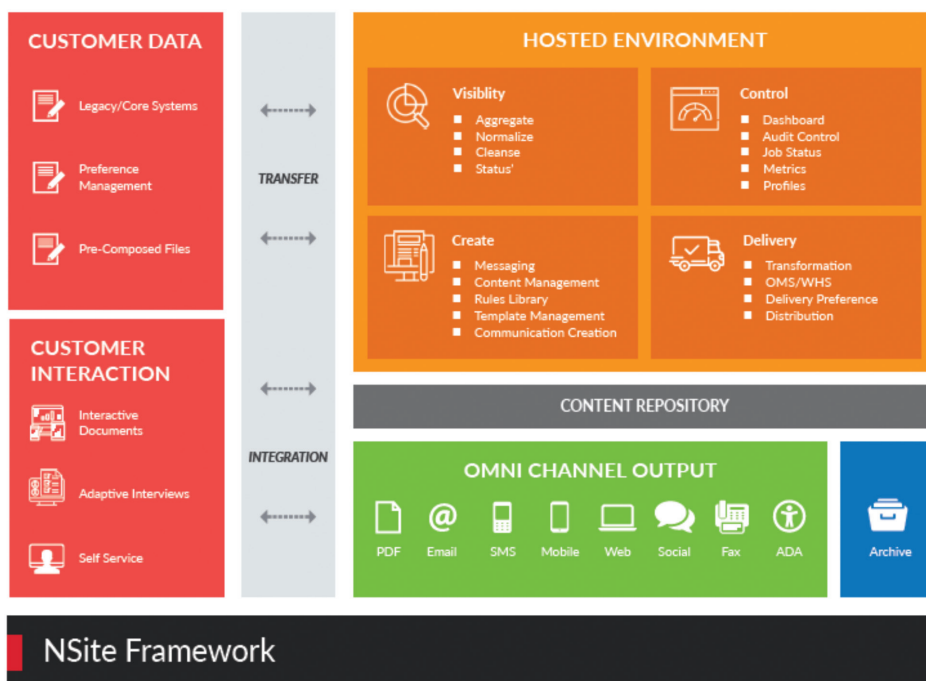 CUSTOMER DATA
Legacy/Core Systems
Preference
Management
Pre-Composed Files
CUSTOMER
INTERACTION
Interactive
Documents
Adaptive Interviews
Self Service
TRANSFER
INTEGRATION
HOSTED ENVIRONMENT
Visiblity
Aggregate
Normalize
Cleanse
Status'
Control
Dashboard
Audit Control
Job Status
Metrics
Profiles
Create
Messaging
Content Management
Rules Library
Template Management
Communication Creation
Delivery
Transformation
OMS/WHS
Delivery Preference
Distribution
CONTENT REPOSITORY
OMNI CHANNEL OUTPUT
PDF
Email
SMS
Mobile
Web
Social
Fax
ADA
Archive
NSite Framework